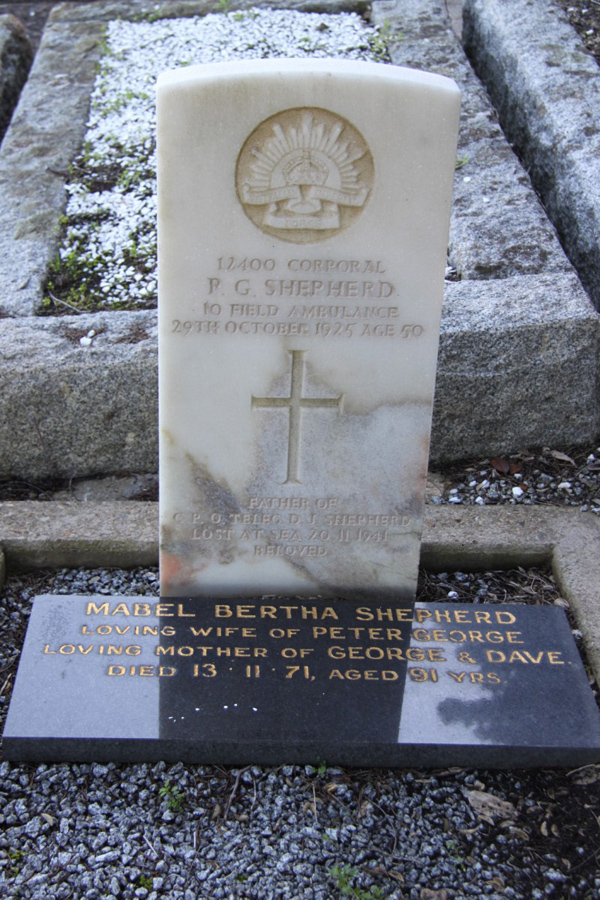 12400 CORPORAL
P. G. SHEPHERD
10 FIELD AMBULANCE
29TH OCTOBER 1925 AGE 50
FATHER OF
C.P.O. TELEG. D. J. SHEPHERD
LOST AT SEA 20.11.1941
BELOVED
MABEL BERTHA SHEPHERD
LOVING WIFE OF PETER GEORGE
LOVING MOTHER OF GEORGE & DAVE.
DIED 13·11·71, AGED 91 YRS.